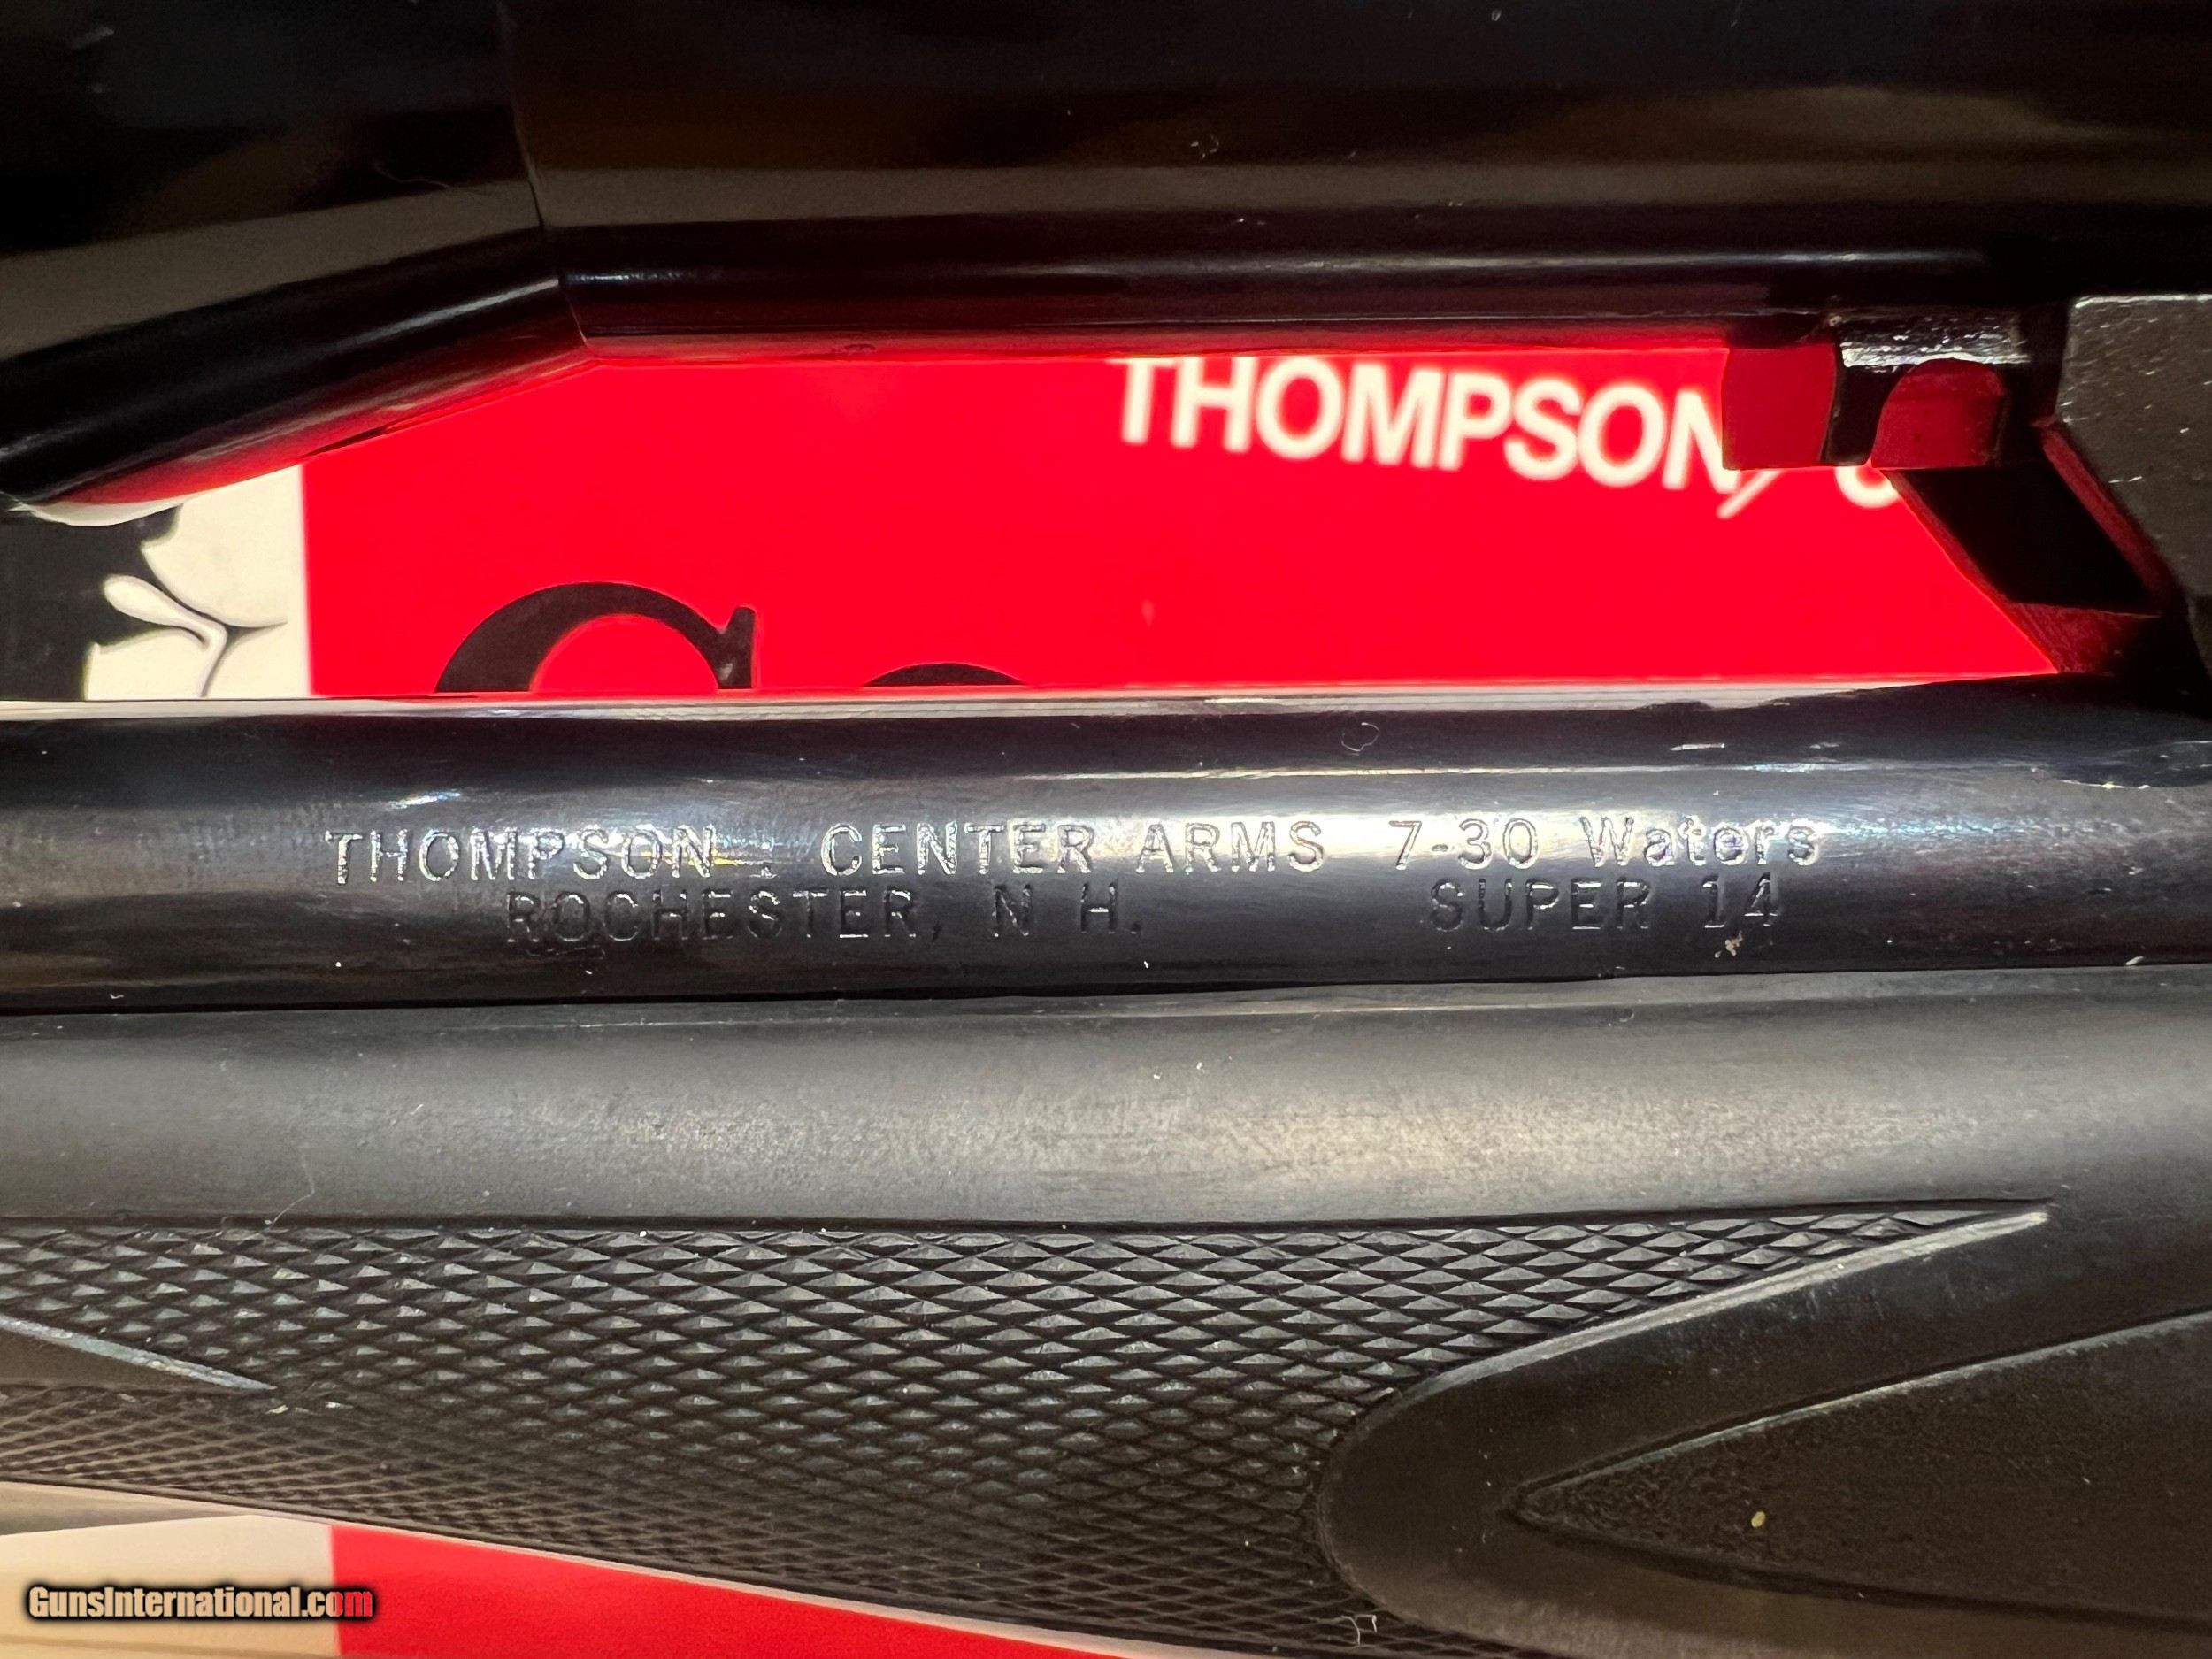 THOMPSON/
THOMPSON . CENTER ARMS 7-30 Waters
ROCHESTER, N H. SUPER 14
GunsInternational.com